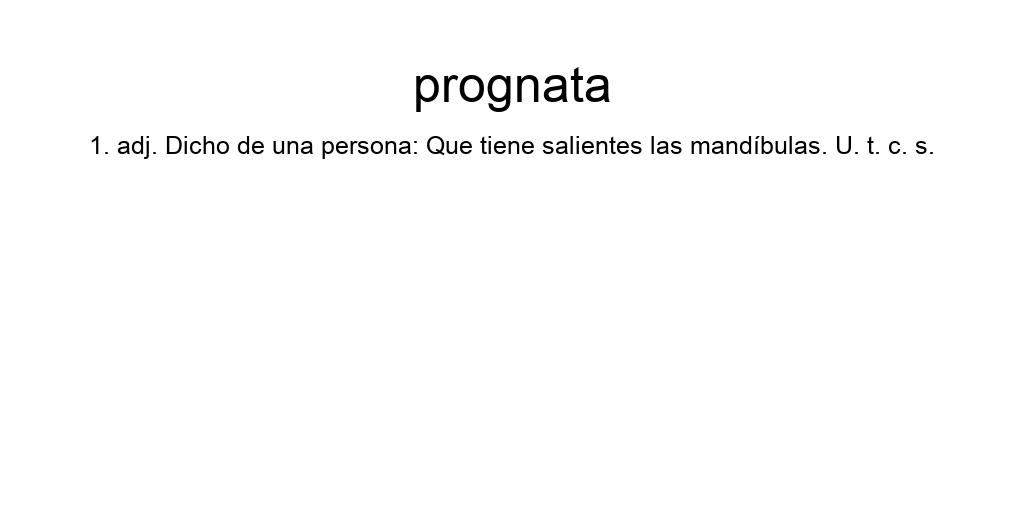 prognata
1. adj. Dicho de una persona: Que tiene salientes las mandíbulas. U. t. c. s.